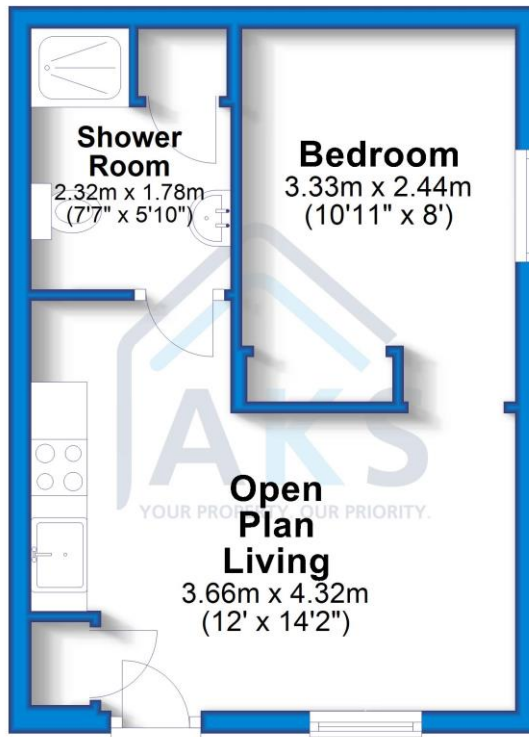 Shower
Room
2.32m x 1.78m
(7'7" x 5'10")
Bedroom
3.33m x 2.44m
(10'11" x 8')
AKS
YOUR PROPERTY, OUR PRIORITY.
Open
Plan
Living
3.66m x 4.32m
(12' x 14'2")